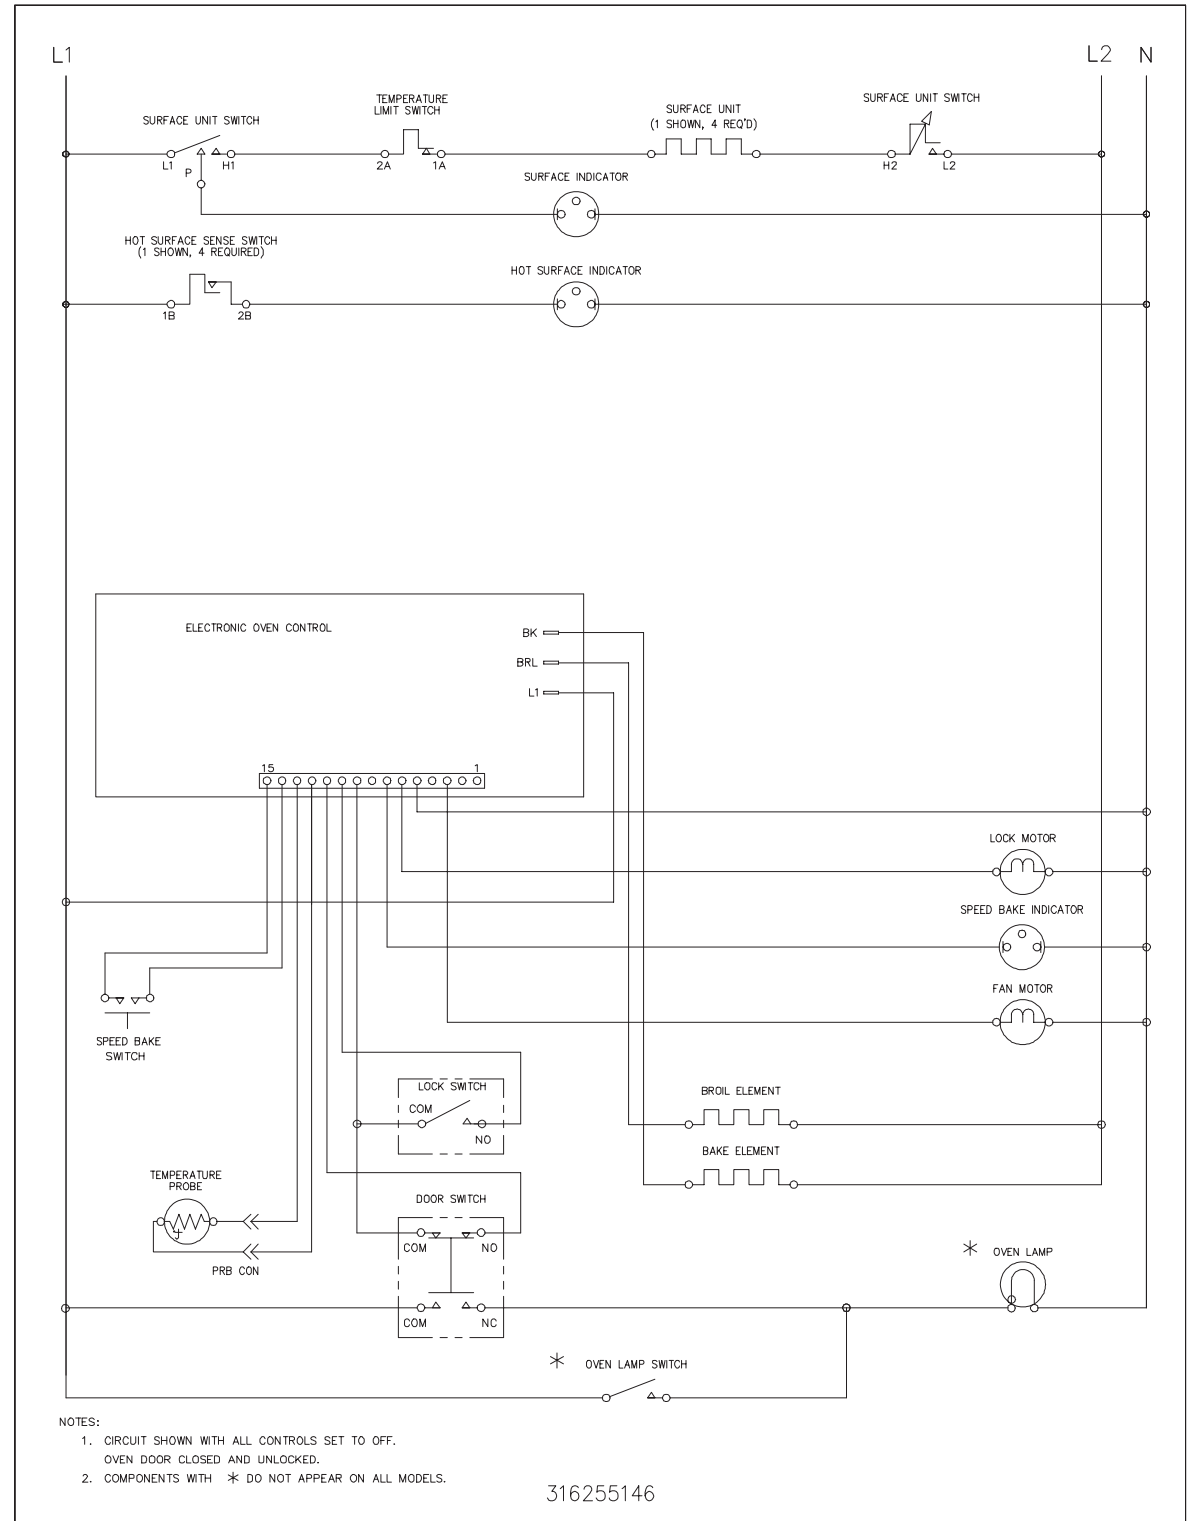 L1
L2 N
SURFACE UNIT SWITCH
TEMPERATURE
LIMIT SWITCH
SURFACE UNIT
(1 SHOWN, 4 REQ'D)
SURFACE UNIT SWITCH
L1
P
H1
2A
1A
H2
L2
SURFACE INDICATOR
HOT SURFACE SENSE SWITCH
(1 SHOWN, 4 REQUIRED)
1B
2B
HOT SURFACE INDICATOR
ELECTRONIC OVEN CONTROL
BK
BRL
L1
15
1
LOCK MOTOR
SPEED BAKE INDICATOR
FAN MOTOR
SPEED BAKE
SWITCH
LOCK SWITCH
COM
NO
BROIL ELEMENT
BAKE ELEMENT
TEMPERATURE
PROBE
PRB CON
DOOR SWITCH
COM
NO
COM
NC
* OVEN LAMP
* OVEN LAMP SWITCH
NOTES:
1. CIRCUIT SHOWN WITH ALL CONTROLS SET TO OFF.
OVEN DOOR CLOSED AND UNLOCKED.
2. COMPONENTS WITH * DO NOT APPEAR ON ALL MODELS.
316255146